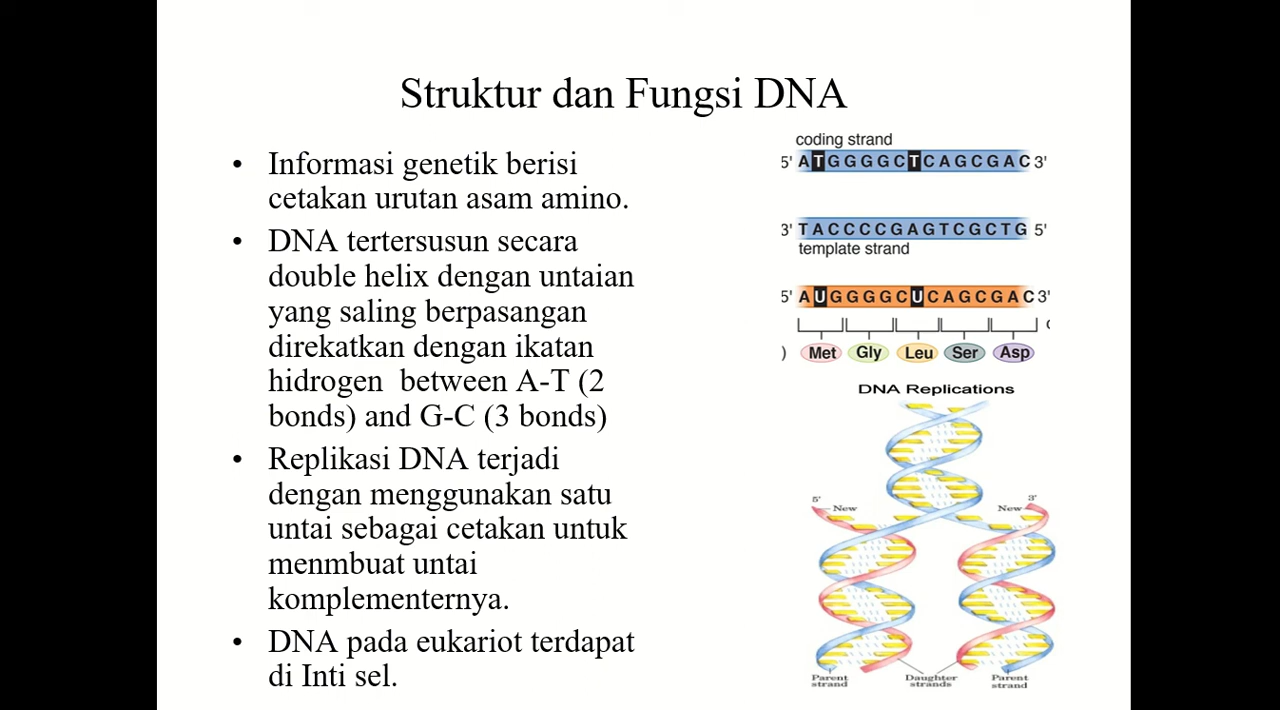 Struktur dan Fungsi DNA
• Informasi genetik berisi
cetakan urutan asam amino.
• DNA tertersusun secara
double helix dengan untaian
yang saling berpasangan
direkatkan dengan ikatan
hidrogen between A-T (2
bonds) and G-C (3 bonds)
• Replikasi DNA terjadi
dengan menggunakan satu
untai sebagai cetakan untuk
menmbuat untai
komplementernya.
• DNA pada eukariot terdapat
di Inti sel.
coding strand
5' A T G G G G C T C A G C G A C 3'
3' T A C C C C G A G T C G C T G 5'
template strand
5' A U G G G G C U C A G C G A C 3'
) Met Gly Leu Ser Asp
DNA Replications
5' New New 3'
Parent strand
Daughter strands
Parent strand